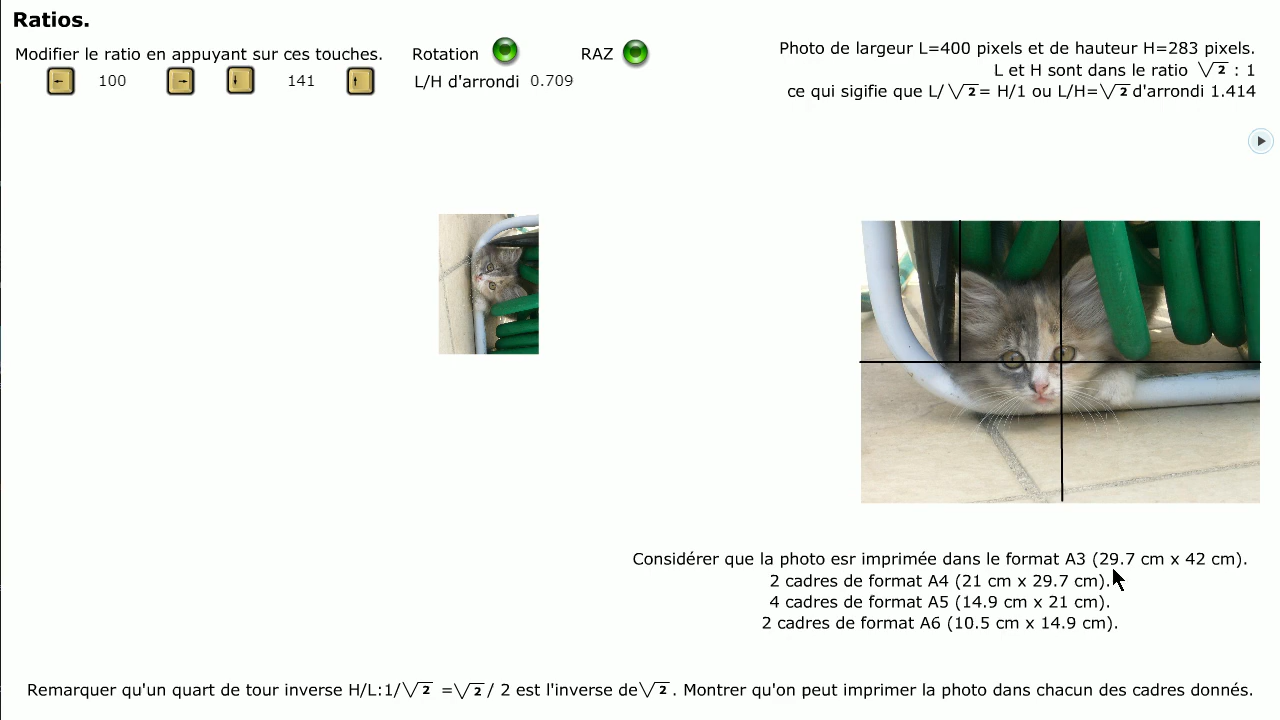 Ratios.
Modifier le ratio en appuyant sur ces touches. Rotation RAZ
100 141 L/H d'arrondi 0.709
Photo de largeur L=400 pixels et de hauteur H=283 pixels.
L et H sont dans le ratio √2 : 1
ce qui sigifie que L/ √2 = H/1 ou L/H=√2 d'arrondi 1.414
Considérer que la photo esr imprimée dans le format A3 (29.7 cm x 42 cm).
2 cadres de format A4 (21 cm x 29.7 cm).
4 cadres de format A5 (14.9 cm x 21 cm).
2 cadres de format A6 (10.5 cm x 14.9 cm).
Remarquer qu'un quart de tour inverse H/L:1/√2 =√2 / 2 est l'inverse de √2 . Montrer qu'on peut imprimer la photo dans chacun des cadres donnés.